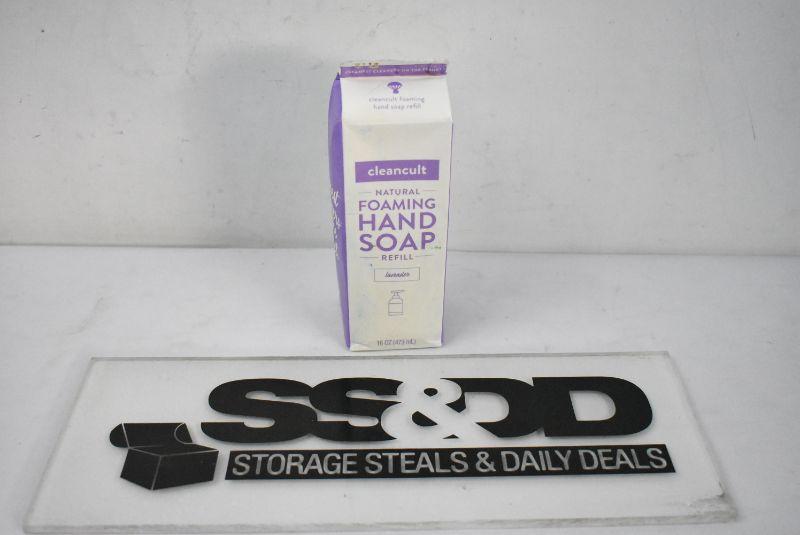 cleancult foaming
hand soap refill
cleancult
NATURAL
FOAMING
HAND
SOAP
REFILL
lavender
16 OZ (473 mL)
SS&DD
STORAGE STEALS & DAILY DEALS